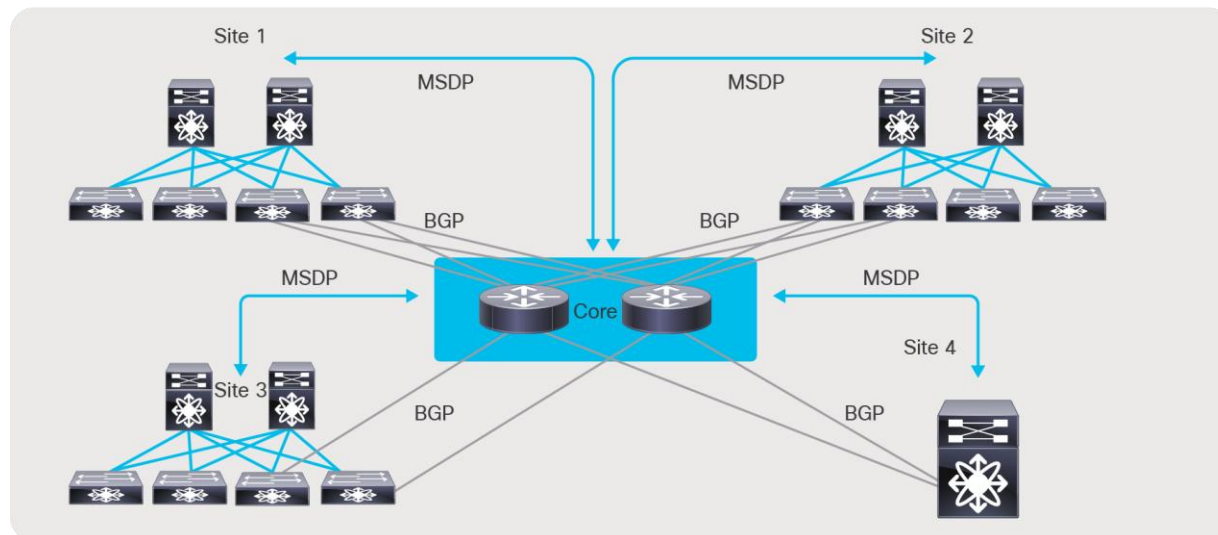 Site 1
Site 2
MSDP
MSDP
BGP
BGP
MSDP
MSDP
Core
Site 4
Site 3
BGP
BGP